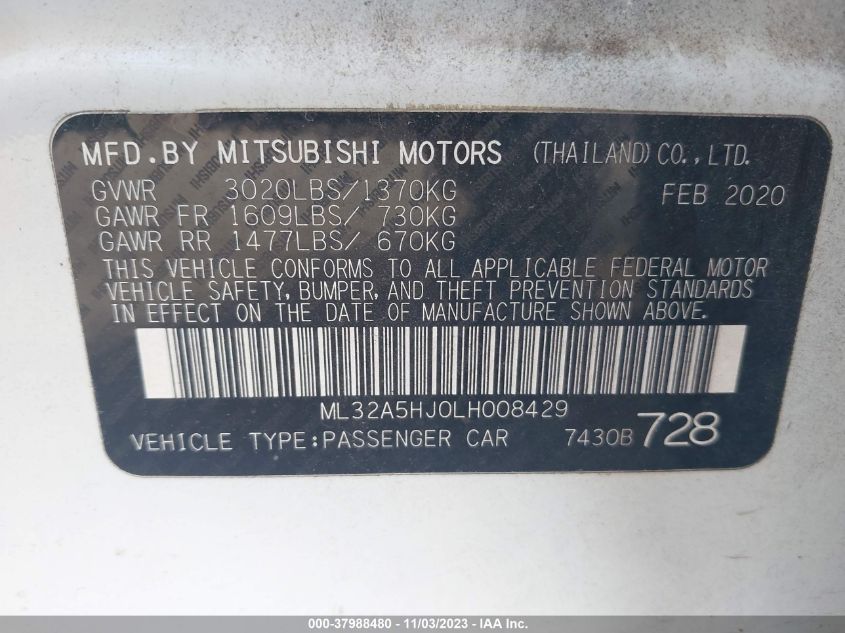 MFD.BY MITSUBISHI MOTORS (THAILAND) CO., LTD.
GVWR 3020LBS/1370KG FEB 2020
GAWR FR 1609LBS/ 730KG
GAWR RR 1477LBS/ 670KG
THIS VEHICLE CONFORMS TO ALL APPLICABLE FEDERAL MOTOR
VEHICLE SAFETY, BUMPER, AND THEFT PREVENTION STANDARDS
IN EFFECT ON THE DATE OF MANUFACTURE SHOWN ABOVE.
ML32A5HJ0LH008429
VEHICLE TYPE:PASSENGER CAR 7430B 728
000-37988480 - 11/03/2023 - IAA Inc.